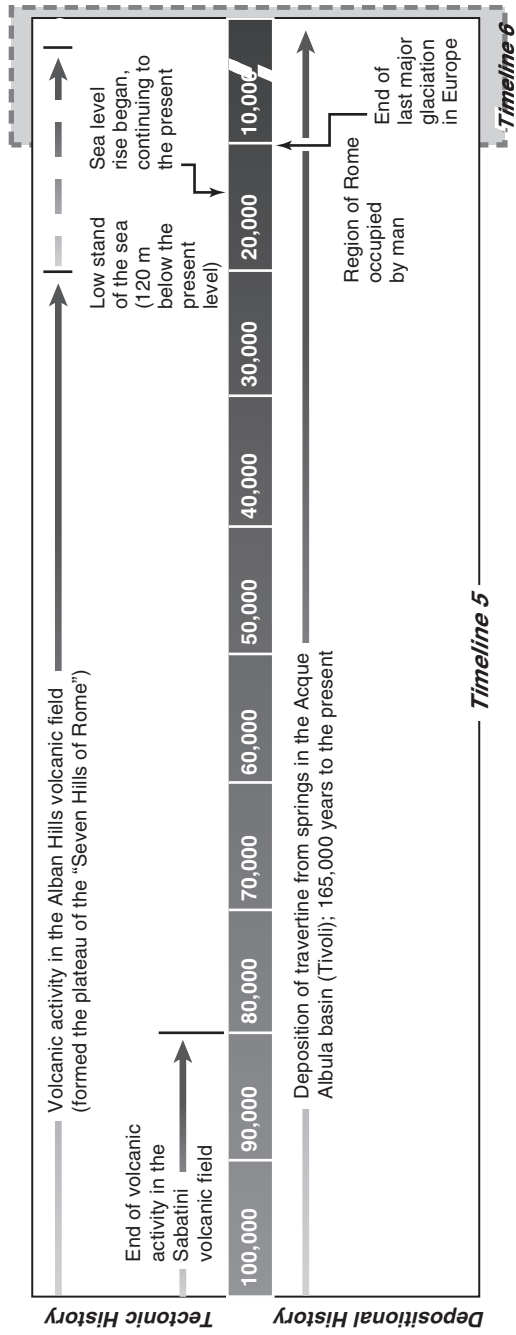 Tectonic History
Depositional History
Volcanic activity in the Alban Hills volcanic field
(formed the plateau of the “Seven Hills of Rome”)
End of volcanic
activity in the
Sabatini
volcanic field
Low stand
of the sea
(120 m
below the
present
level)
Sea level
rise began,
continuing to
the present
100,000
90,000
80,000
70,000
60,000
50,000
40,000
30,000
20,000
10,000
Deposition of travertine from springs in the Acque
Albula basin (Tivoli); 165,000 years to the present
Region of Rome
occupied
by man
End of
last major
glaciation
in Europe
Timeline 5
Timeline 6